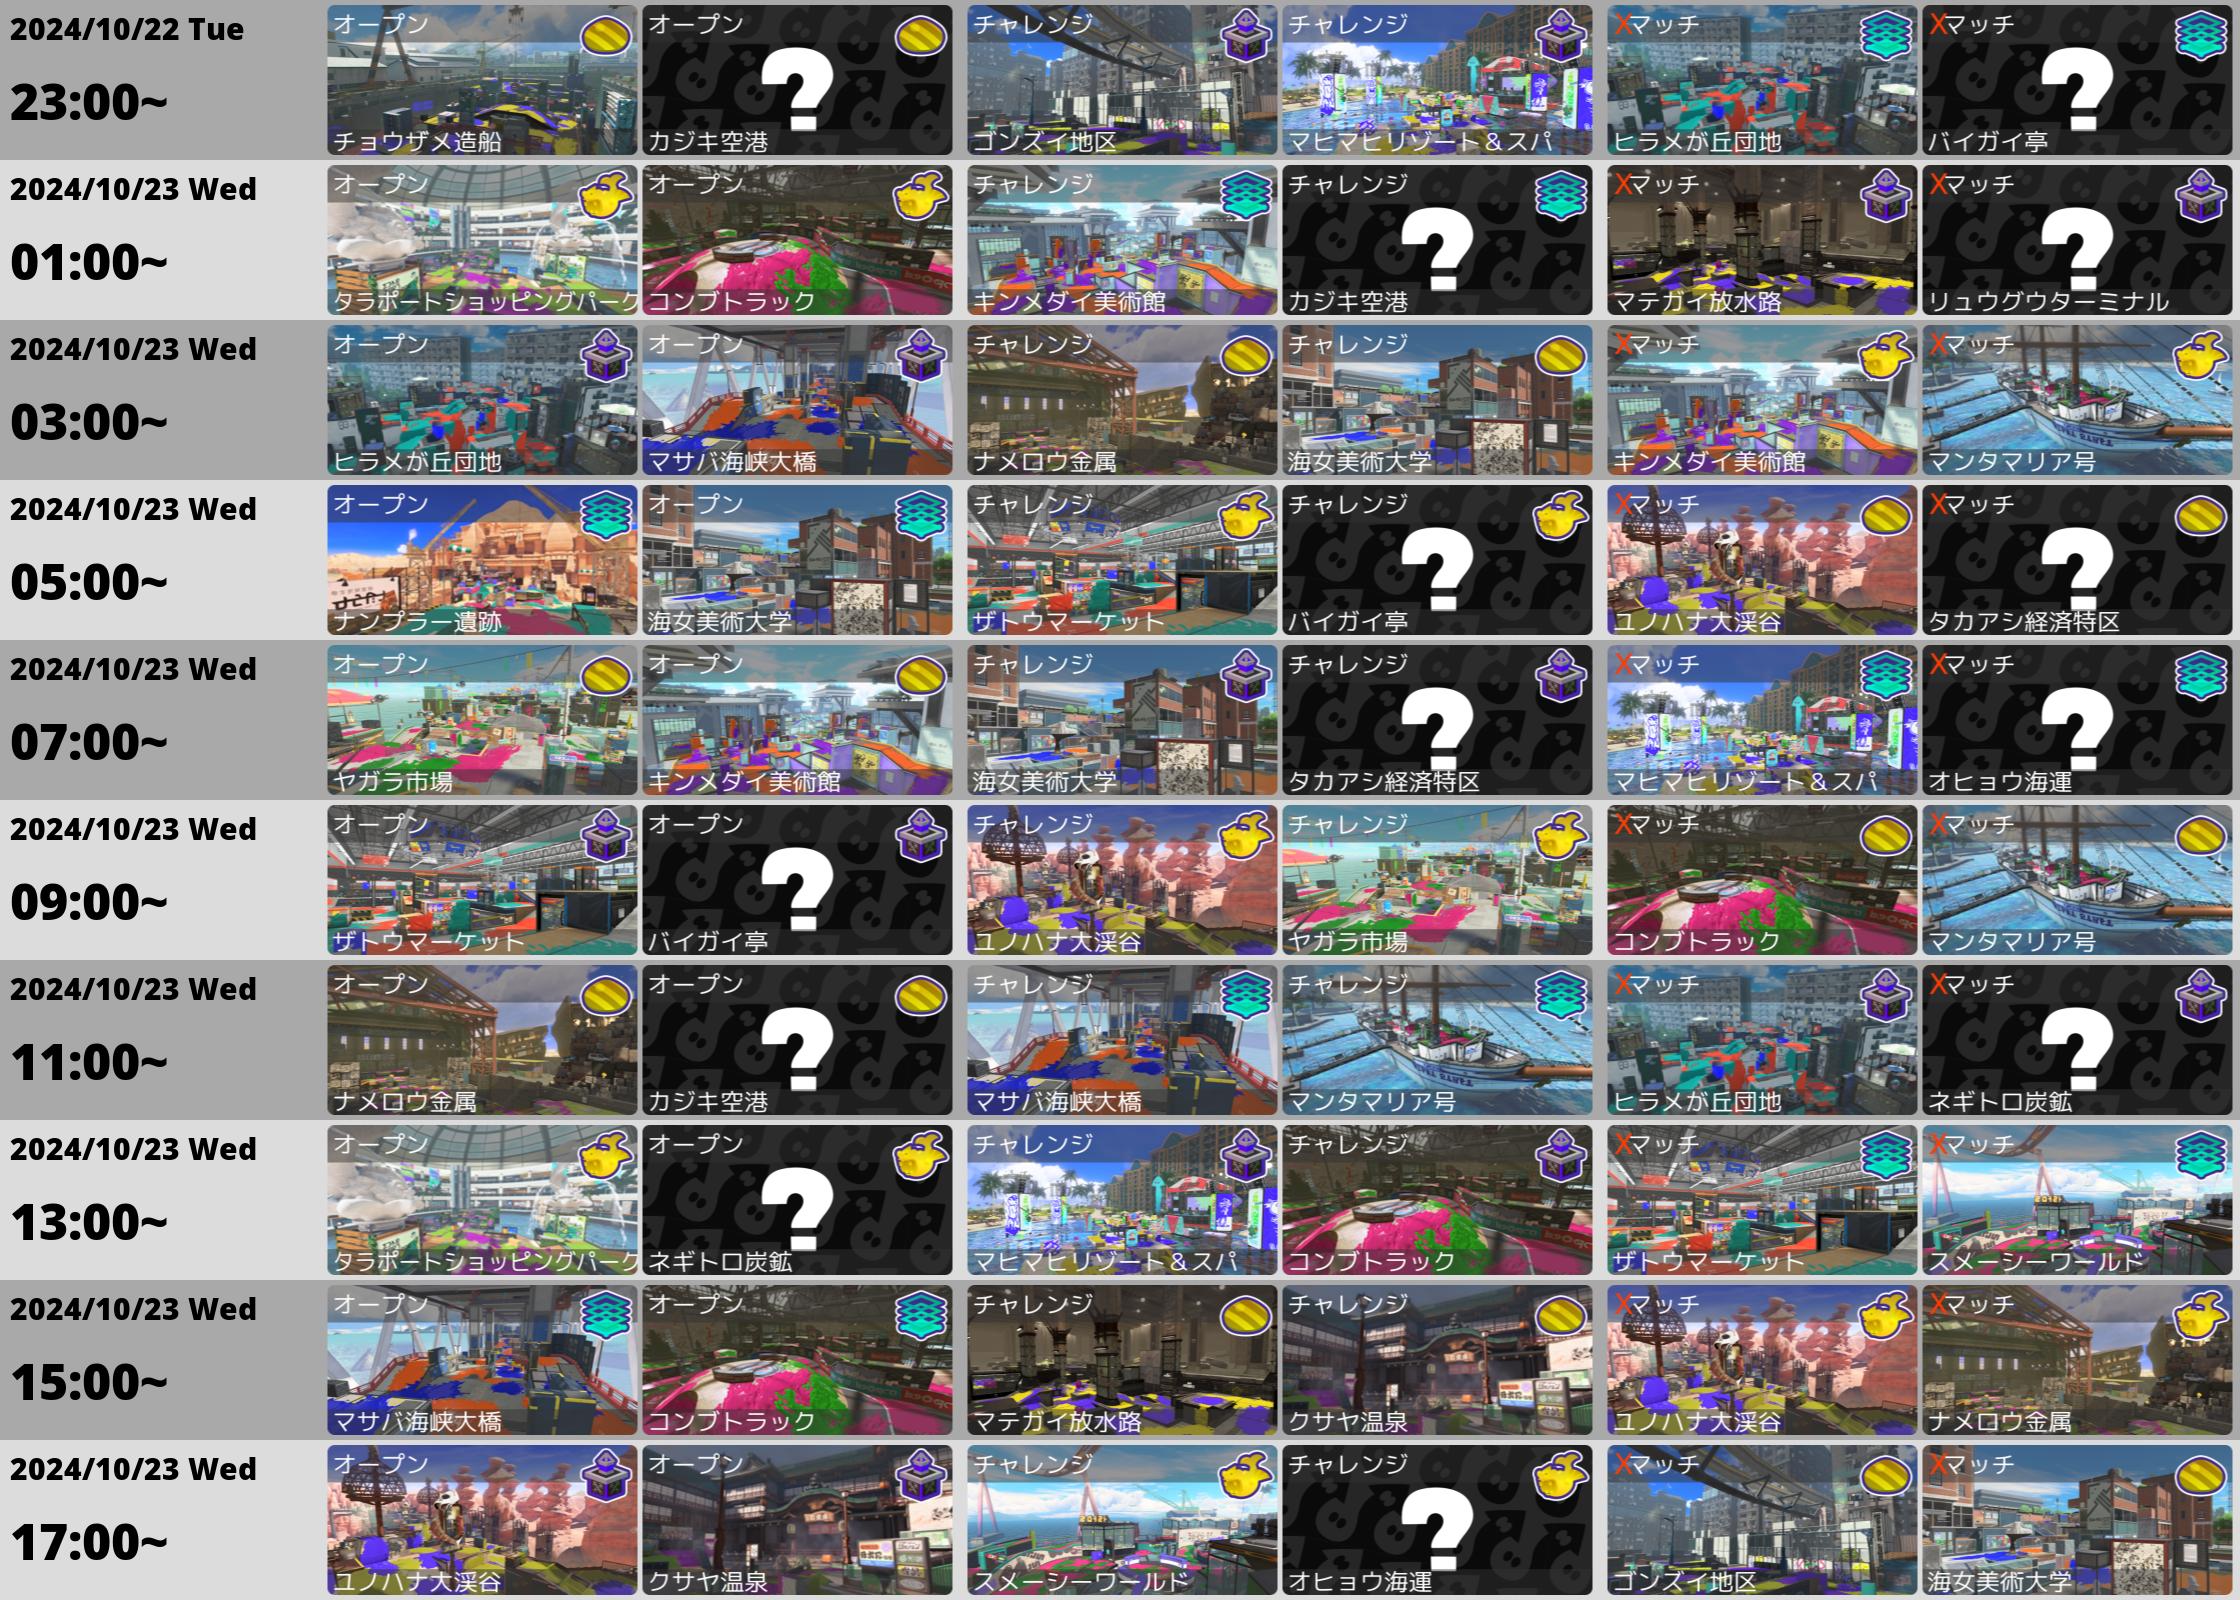 2024/10/22 Tue
23:00~
オープン オープン チャレンジ チャレンジ Xマッチ Xマッチ
チョウザメ造船 カジキ空港 ゴンズイ地区 マヒマヒリゾート＆スパ ヒラメが丘団地 バイガイ亭
2024/10/23 Wed
01:00~
オープン オープン チャレンジ チャレンジ Xマッチ Xマッチ
タラポートショッピングパーク コンブトラック キンメダイ美術館 カジキ空港 マテガイ放水路 リュウグウターミナル
2024/10/23 Wed
03:00~
オープン オープン チャレンジ チャレンジ Xマッチ Xマッチ
ヒラメが丘団地 マサバ海峡大橋 ナメロウ金属 海女美術大学 キンメダイ美術館 マンタマリア号
2024/10/23 Wed
05:00~
オープン オープン チャレンジ チャレンジ Xマッチ Xマッチ
ナンプラー遺跡 海女美術大学 ザトウマーケット バイガイ亭 ユノハナ大渓谷 タカアシ経済特区
2024/10/23 Wed
07:00~
オープン オープン チャレンジ チャレンジ Xマッチ Xマッチ
ヤガラ市場 キンメダイ美術館 海女美術大学 タカアシ経済特区 マヒマヒリゾート＆スパ オヒョウ海運
2024/10/23 Wed
09:00~
オープン オープン チャレンジ チャレンジ Xマッチ Xマッチ
ザトウマーケット バイガイ亭 ユノハナ大渓谷 ヤガラ市場 コンブトラック マンタマリア号
2024/10/23 Wed
11:00~
オープン オープン チャレンジ チャレンジ Xマッチ Xマッチ
ナメロウ金属 カジキ空港 マサバ海峡大橋 マンタマリア号 ヒラメが丘団地 ネギトロ炭鉱
2024/10/23 Wed
13:00~
オープン オープン チャレンジ チャレンジ Xマッチ Xマッチ
タラポートショッピングパーク ネギトロ炭鉱 マヒマヒリゾート＆スパ コンブトラック ザトウマーケット スメーシーワールド
2024/10/23 Wed
15:00~
オープン オープン チャレンジ チャレンジ Xマッチ Xマッチ
マサバ海峡大橋 コンブトラック マテガイ放水路 クサヤ温泉 ユノハナ大渓谷 ナメロウ金属
2024/10/23 Wed
17:00~
オープン オープン チャレンジ チャレンジ Xマッチ Xマッチ
ユノハナ大渓谷 クサヤ温泉 スメーシーワールド オヒョウ海運 ゴンズイ地区 海女美術大学